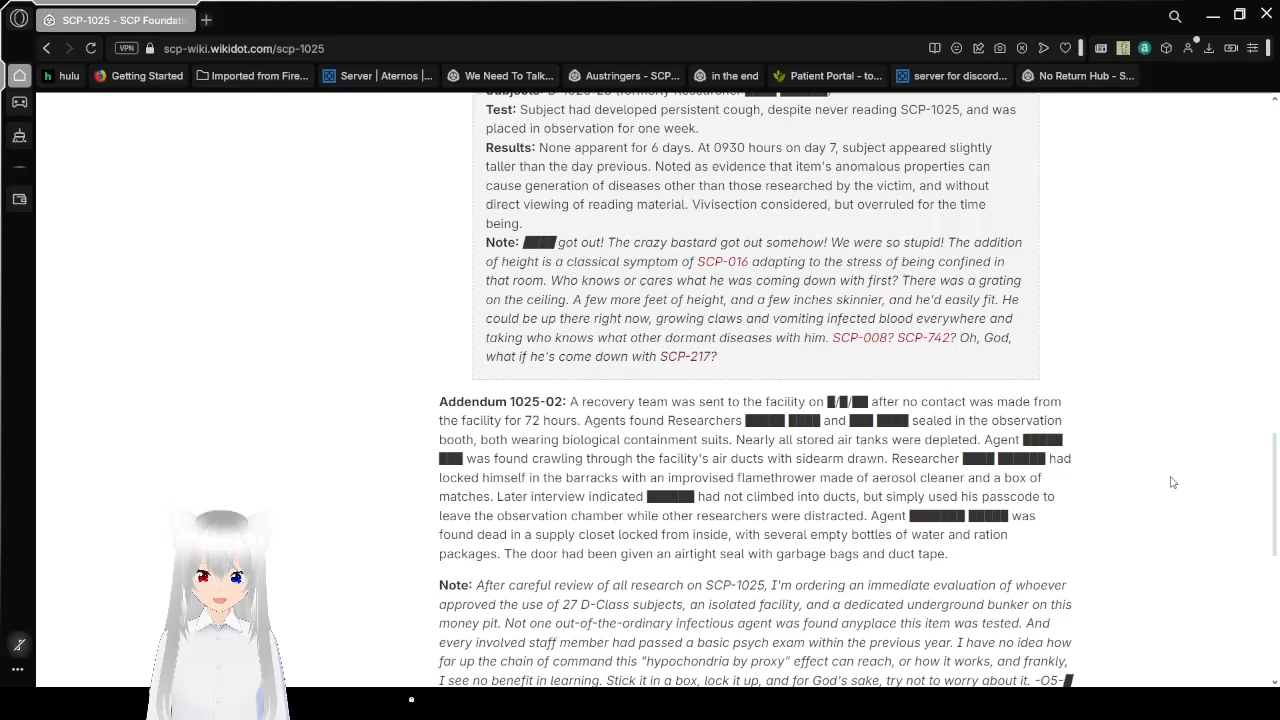 SCP-1025 - SCP Foundati
VPN
scp-wiki.wikidot.com/scp-1025
hulu
Getting Started
Imported from Fire...
Server | Aternos |...
We Need To Talk...
Austringers - SCP...
in the end
Patient Portal - to...
server for discord...
No Return Hub - S...
Test: Subject had developed persistent cough, despite never reading SCP-1025, and was
placed in observation for one week.
Results: None apparent for 6 days. At 0930 hours on day 7, subject appeared slightly
taller than the day previous. Noted as evidence that item's anomalous properties can
cause generation of diseases other than those researched by the victim, and without
direct viewing of reading material. Vivisection considered, but overruled for the time
being.
Note: ████ got out! The crazy bastard got out somehow! We were so stupid! The addition
of height is a classical symptom of SCP-016 adapting to the stress of being confined in
that room. Who knows or cares what he was coming down with first? There was a grating
on the ceiling. A few more feet of height, and a few inches skinnier, and he'd easily fit. He
could be up there right now, growing claws and vomiting infected blood everywhere and
taking who knows what other dormant diseases with him. SCP-008? SCP-742? Oh, God,
what if he's come down with SCP-217?
Addendum 1025-02: A recovery team was sent to the facility on █/█/██ after no contact was made from
the facility for 72 hours. Agents found Researchers █████ ████ and ███ ████ sealed in the observation
booth, both wearing biological containment suits. Nearly all stored air tanks were depleted. Agent █████
███ was found crawling through the facility's air ducts with sidearm drawn. Researcher ████ ██████ had
locked himself in the barracks with an improvised flamethrower made of aerosol cleaner and a box of
matches. Later interview indicated ██████ had not climbed into ducts, but simply used his passcode to
leave the observation chamber while other researchers were distracted. Agent ███████ █████ was
found dead in a supply closet locked from inside, with several empty bottles of water and ration
packages. The door had been given an airtight seal with garbage bags and duct tape.
Note: After careful review of all research on SCP-1025, I'm ordering an immediate evaluation of whoever
approved the use of 27 D-Class subjects, an isolated facility, and a dedicated underground bunker on this
money pit. Not one out-of-the-ordinary infectious agent was found anyplace this item was tested. And
every involved staff member had passed a basic psych exam within the previous year. I have no idea how
far up the chain of command this "hypochondria by proxy" effect can reach, or how it works, and frankly,
I see no benefit in learning. Stick it in a box, lock it up, and for God's sake, try not to worry about it. -O5-█